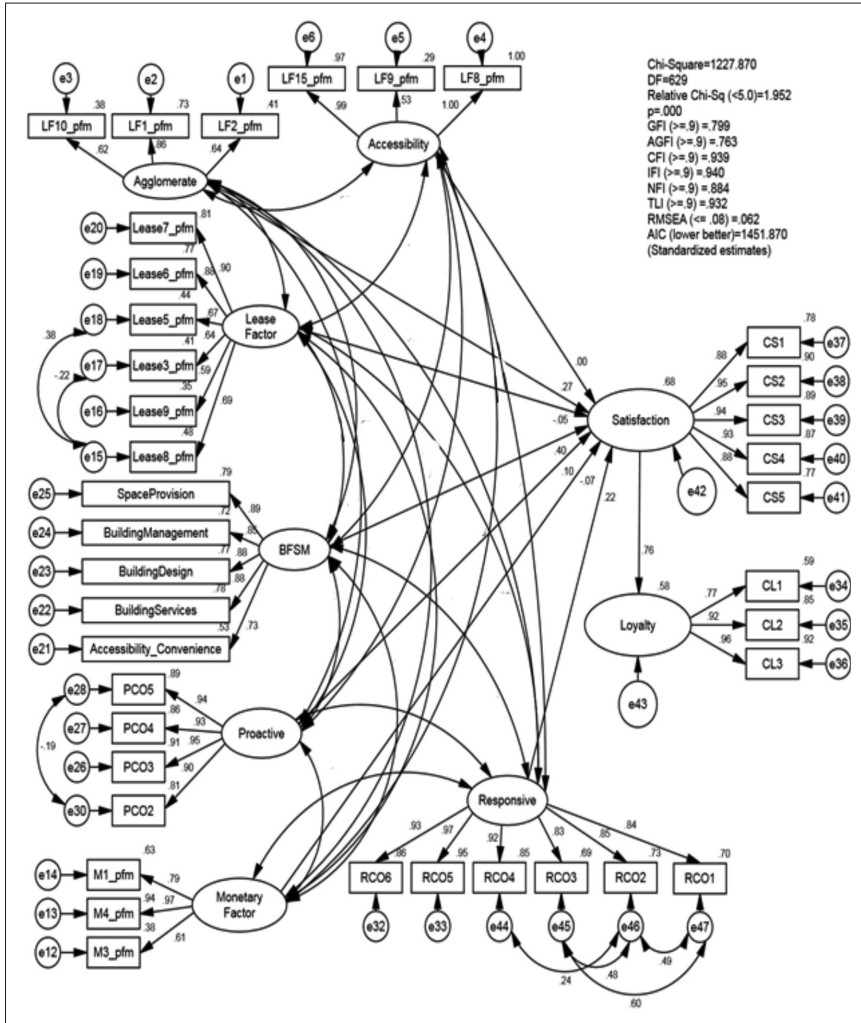 e6
e5
e4
.97
.29
1.00
LF15_pfm
LF9_pfm
LF8_pfm
.99
.53
1.00
Accessibility
e3
e2
e1
.38
.73
.41
LF10_pfm
LF1_pfm
LF2_pfm
.62
.86
.64
Agglomerate
Chi-Square=1227.870
DF=629
Relative Chi-Sq (<5.0)=1.952
p=.000
GFI (>=.9) =.799
AGFI (>=.9) =.763
CFI (>=.9) =.939
IFI (>=.9) =.940
NFI (>=.9) =.884
TLI (>=.9) =.932
RMSEA (<= .08) =.062
AIC (lower better)=1451.870
(Standardized estimates)
.81
e20 Lease7_pfm
.77
.90
e19 Lease6_pfm
.88
.44
e18 Lease5_pfm
.67
Lease
Factor
.38
.41
.64
e17 Lease3_pfm
-.22
.59
.35
e16 Lease9_pfm
.69
.48
e15 Lease8_pfm
.79
e25 SpaceProvision
.72
.89
e24 BuildingManagement
.85
.77
e23 BuildingDesign
.88
BFSM
.88
.78
e22 BuildingServices
.53
.73
e21 Accessibility_Convenience
.89
e28 PCO5
.94
.86
e27 PCO4
.93
Proactive
-.19
.91
.95
e26 PCO3
.90
.81
e30 PCO2
.63
e14 M1_pfm
.79
.94
.97
e13 M4_pfm
Monetary
Factor
.38
.61
e12 M3_pfm
.00
.27
-.05
.40
.10
-.07
.22
.68
Satisfaction
e42
.78
.88
CS1 e37
.90
.95
CS2 e38
.89
.94
CS3 e39
.87
.93
CS4 e40
.88
.77
CS5 e41
.76
.58
Loyalty
e43
.59
.77
CL1 e34
.85
.92
CL2 e35
.92
.96
CL3 e36
Responsive
.93
.97
.92
.83
.85
.84
.86
.95
.85
.69
.73
.70
RCO6
RCO5
RCO4
RCO3
RCO2
RCO1
e32
e33
e44
e45
e46
e47
.24
.48
.49
.60